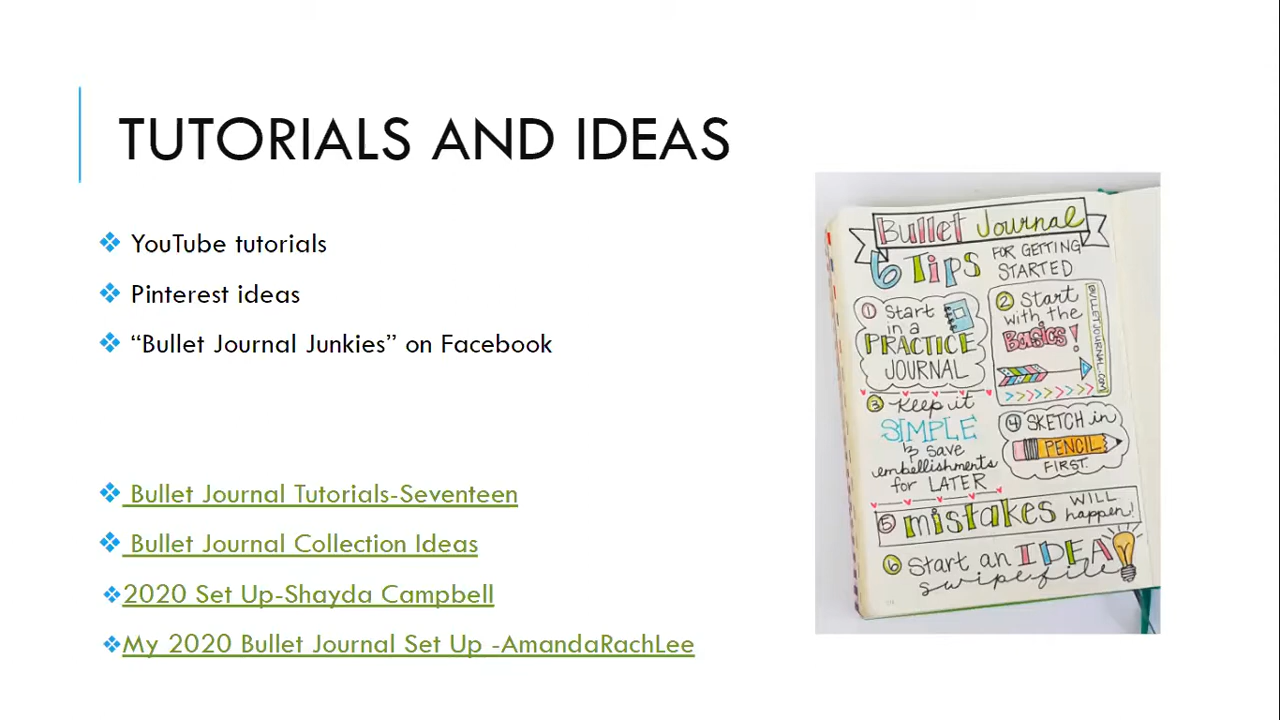 TUTORIALS AND IDEAS
YouTube tutorials
Pinterest ideas
“Bullet Journal Junkies” on Facebook
Bullet Journal Tutorials-Seventeen
Bullet Journal Collection Ideas
2020 Set Up-Shayda Campbell
My 2020 Bullet Journal Set Up -AmandaRachLee
Bullet Journal
6 Tips FOR GETTING
STARTED
1 Start
in a
PRACTICE
JOURNAL
2 Start
with the
Basics!
@BULLETJOURNAL.COM
3 Keep it
SIMPLE
& save
embellishments
for LATER
4 SKETCH in
PENCIL
FIRST.
5 mistakes WILL
happen!
6 Start an IDEA
swipe file